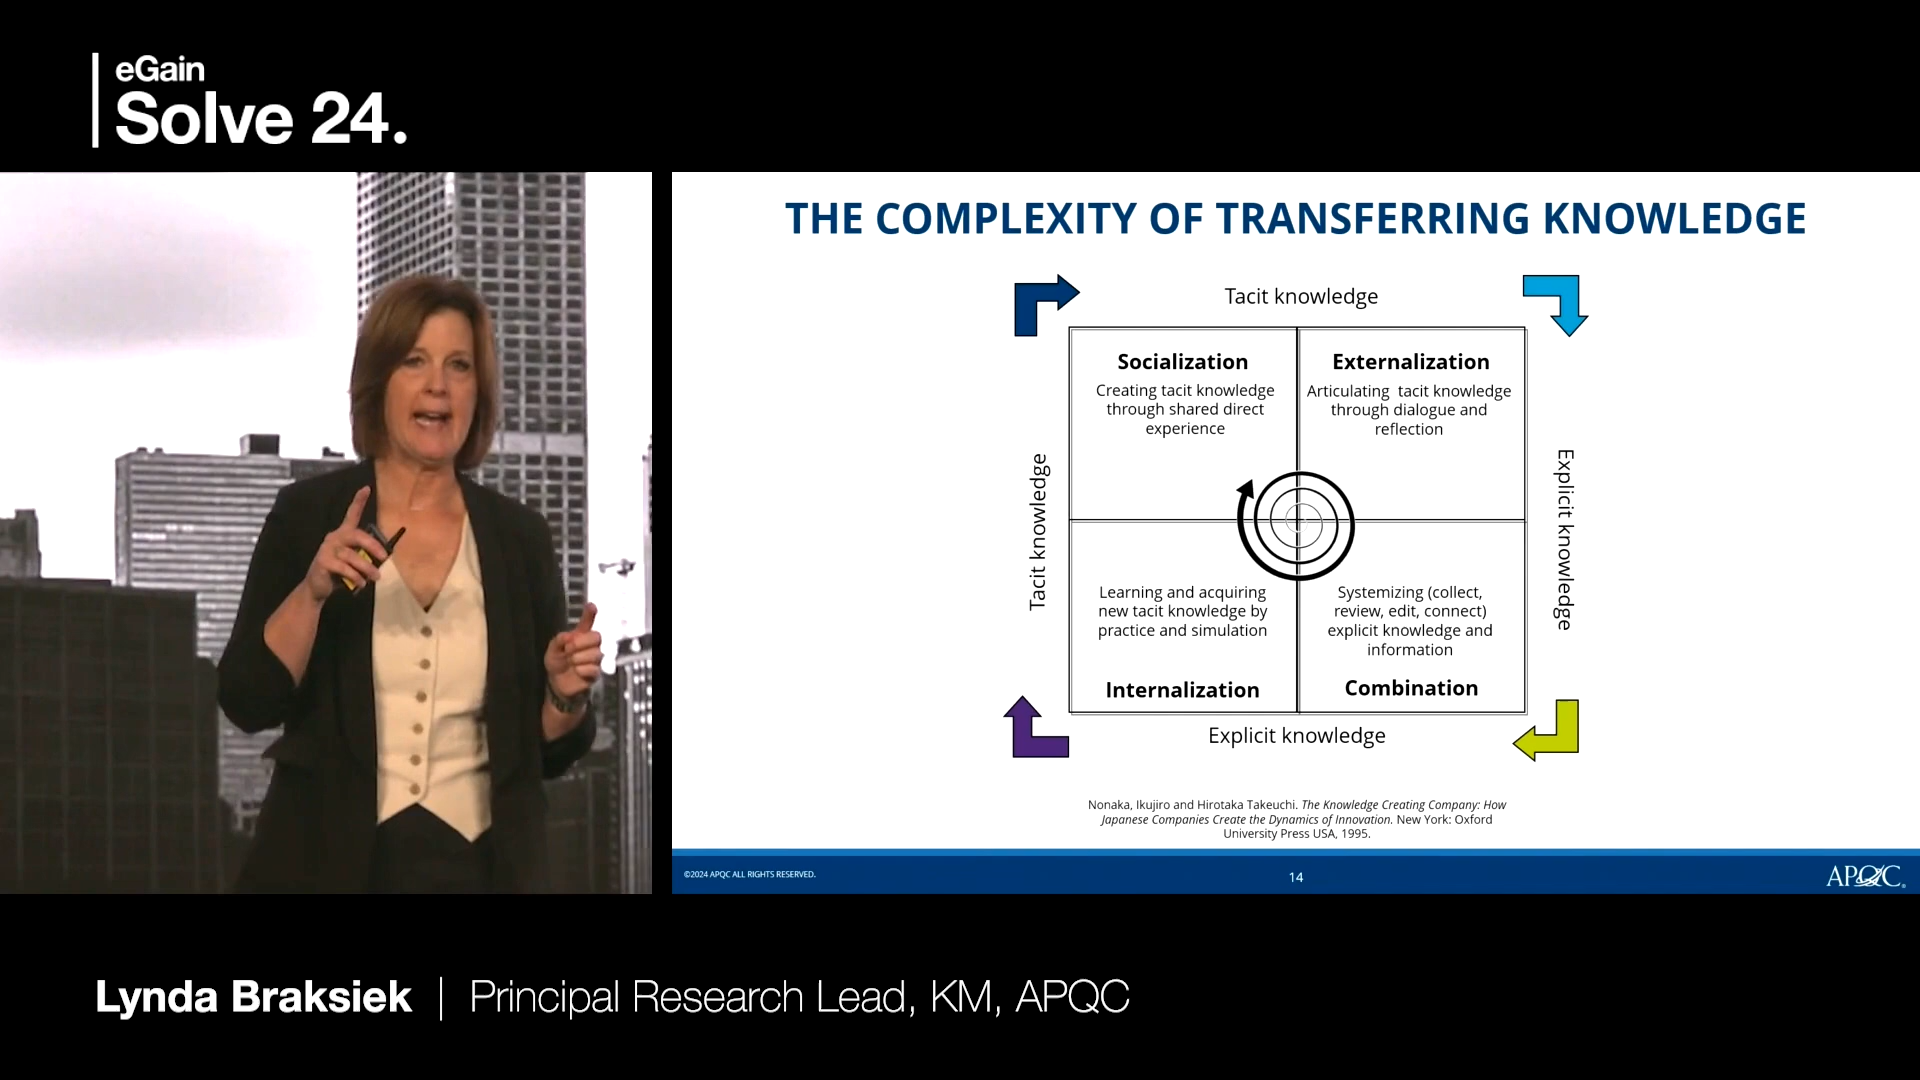 eGain
Solve 24.
THE COMPLEXITY OF TRANSFERRING KNOWLEDGE
Tacit knowledge
Tacit knowledge
Explicit knowledge
Socialization
Creating tacit knowledge
through shared direct
experience
Externalization
Articulating tacit knowledge
through dialogue and
reflection
Learning and acquiring
new tacit knowledge by
practice and simulation
Internalization
Systemizing (collect,
review, edit, connect)
explicit knowledge and
information
Combination
Explicit knowledge
Nonaka, Ikujiro and Hirotaka Takeuchi. The Knowledge Creating Company: How
Japanese Companies Create the Dynamics of Innovation. New York: Oxford
University Press USA, 1995.
©2024 APQC ALL RIGHTS RESERVED.
14
APQC
Lynda Braksiek | Principal Research Lead, KM, APQC